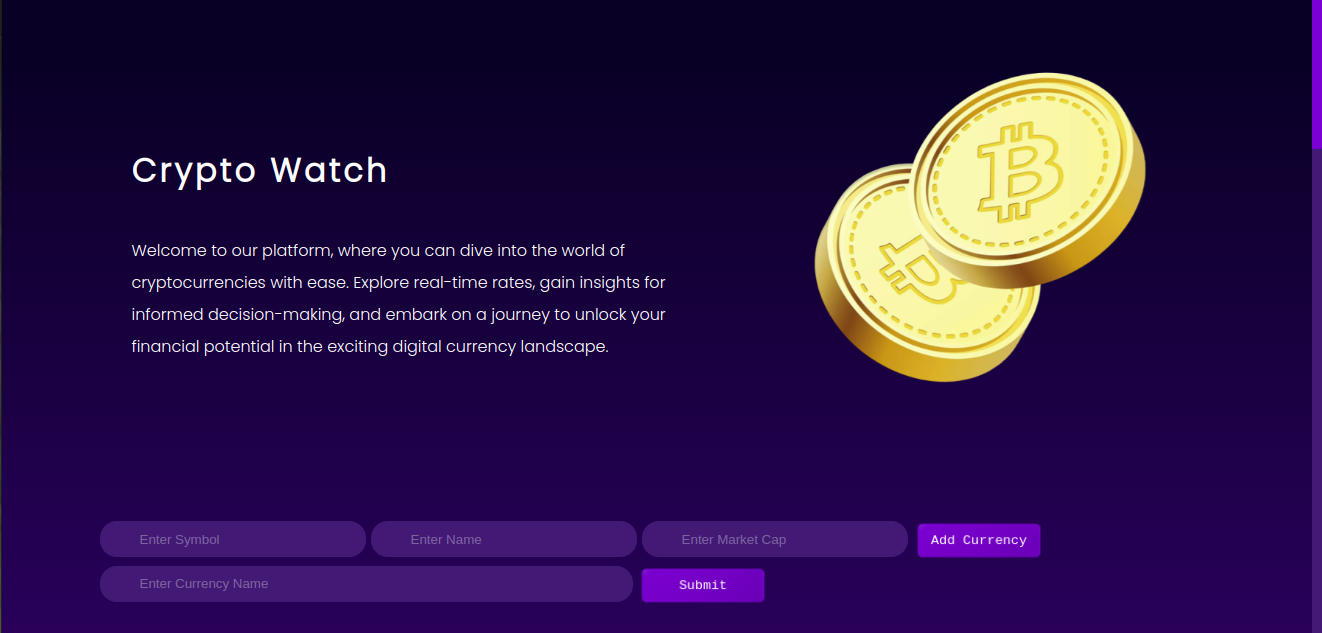 Crypto Watch
Welcome to our platform, where you can dive into the world of
cryptocurrencies with ease. Explore real-time rates, gain insights for
informed decision-making, and embark on a journey to unlock your
financial potential in the exciting digital currency landscape.
Enter Symbol Enter Name Enter Market Cap Add Currency
Enter Currency Name Submit